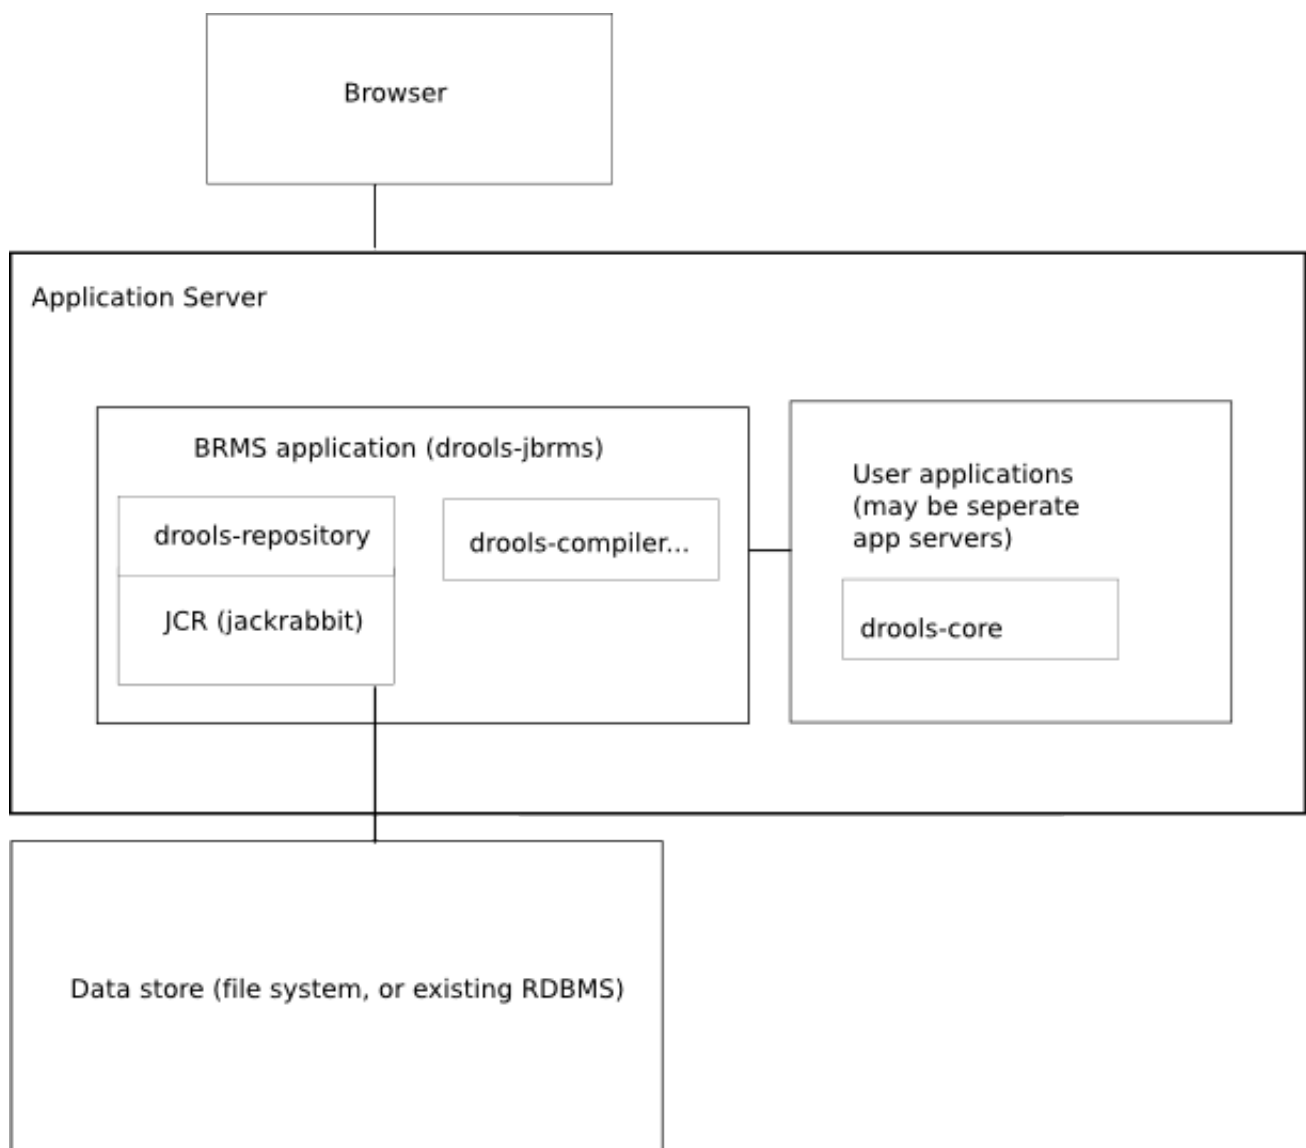 Browser
Application Server
BRMS application (drools-jbrms)
drools-repository
drools-compiler...
JCR (jackrabbit)
User applications
(may be seperate
app servers)
drools-core
Data store (file system, or existing RDBMS)